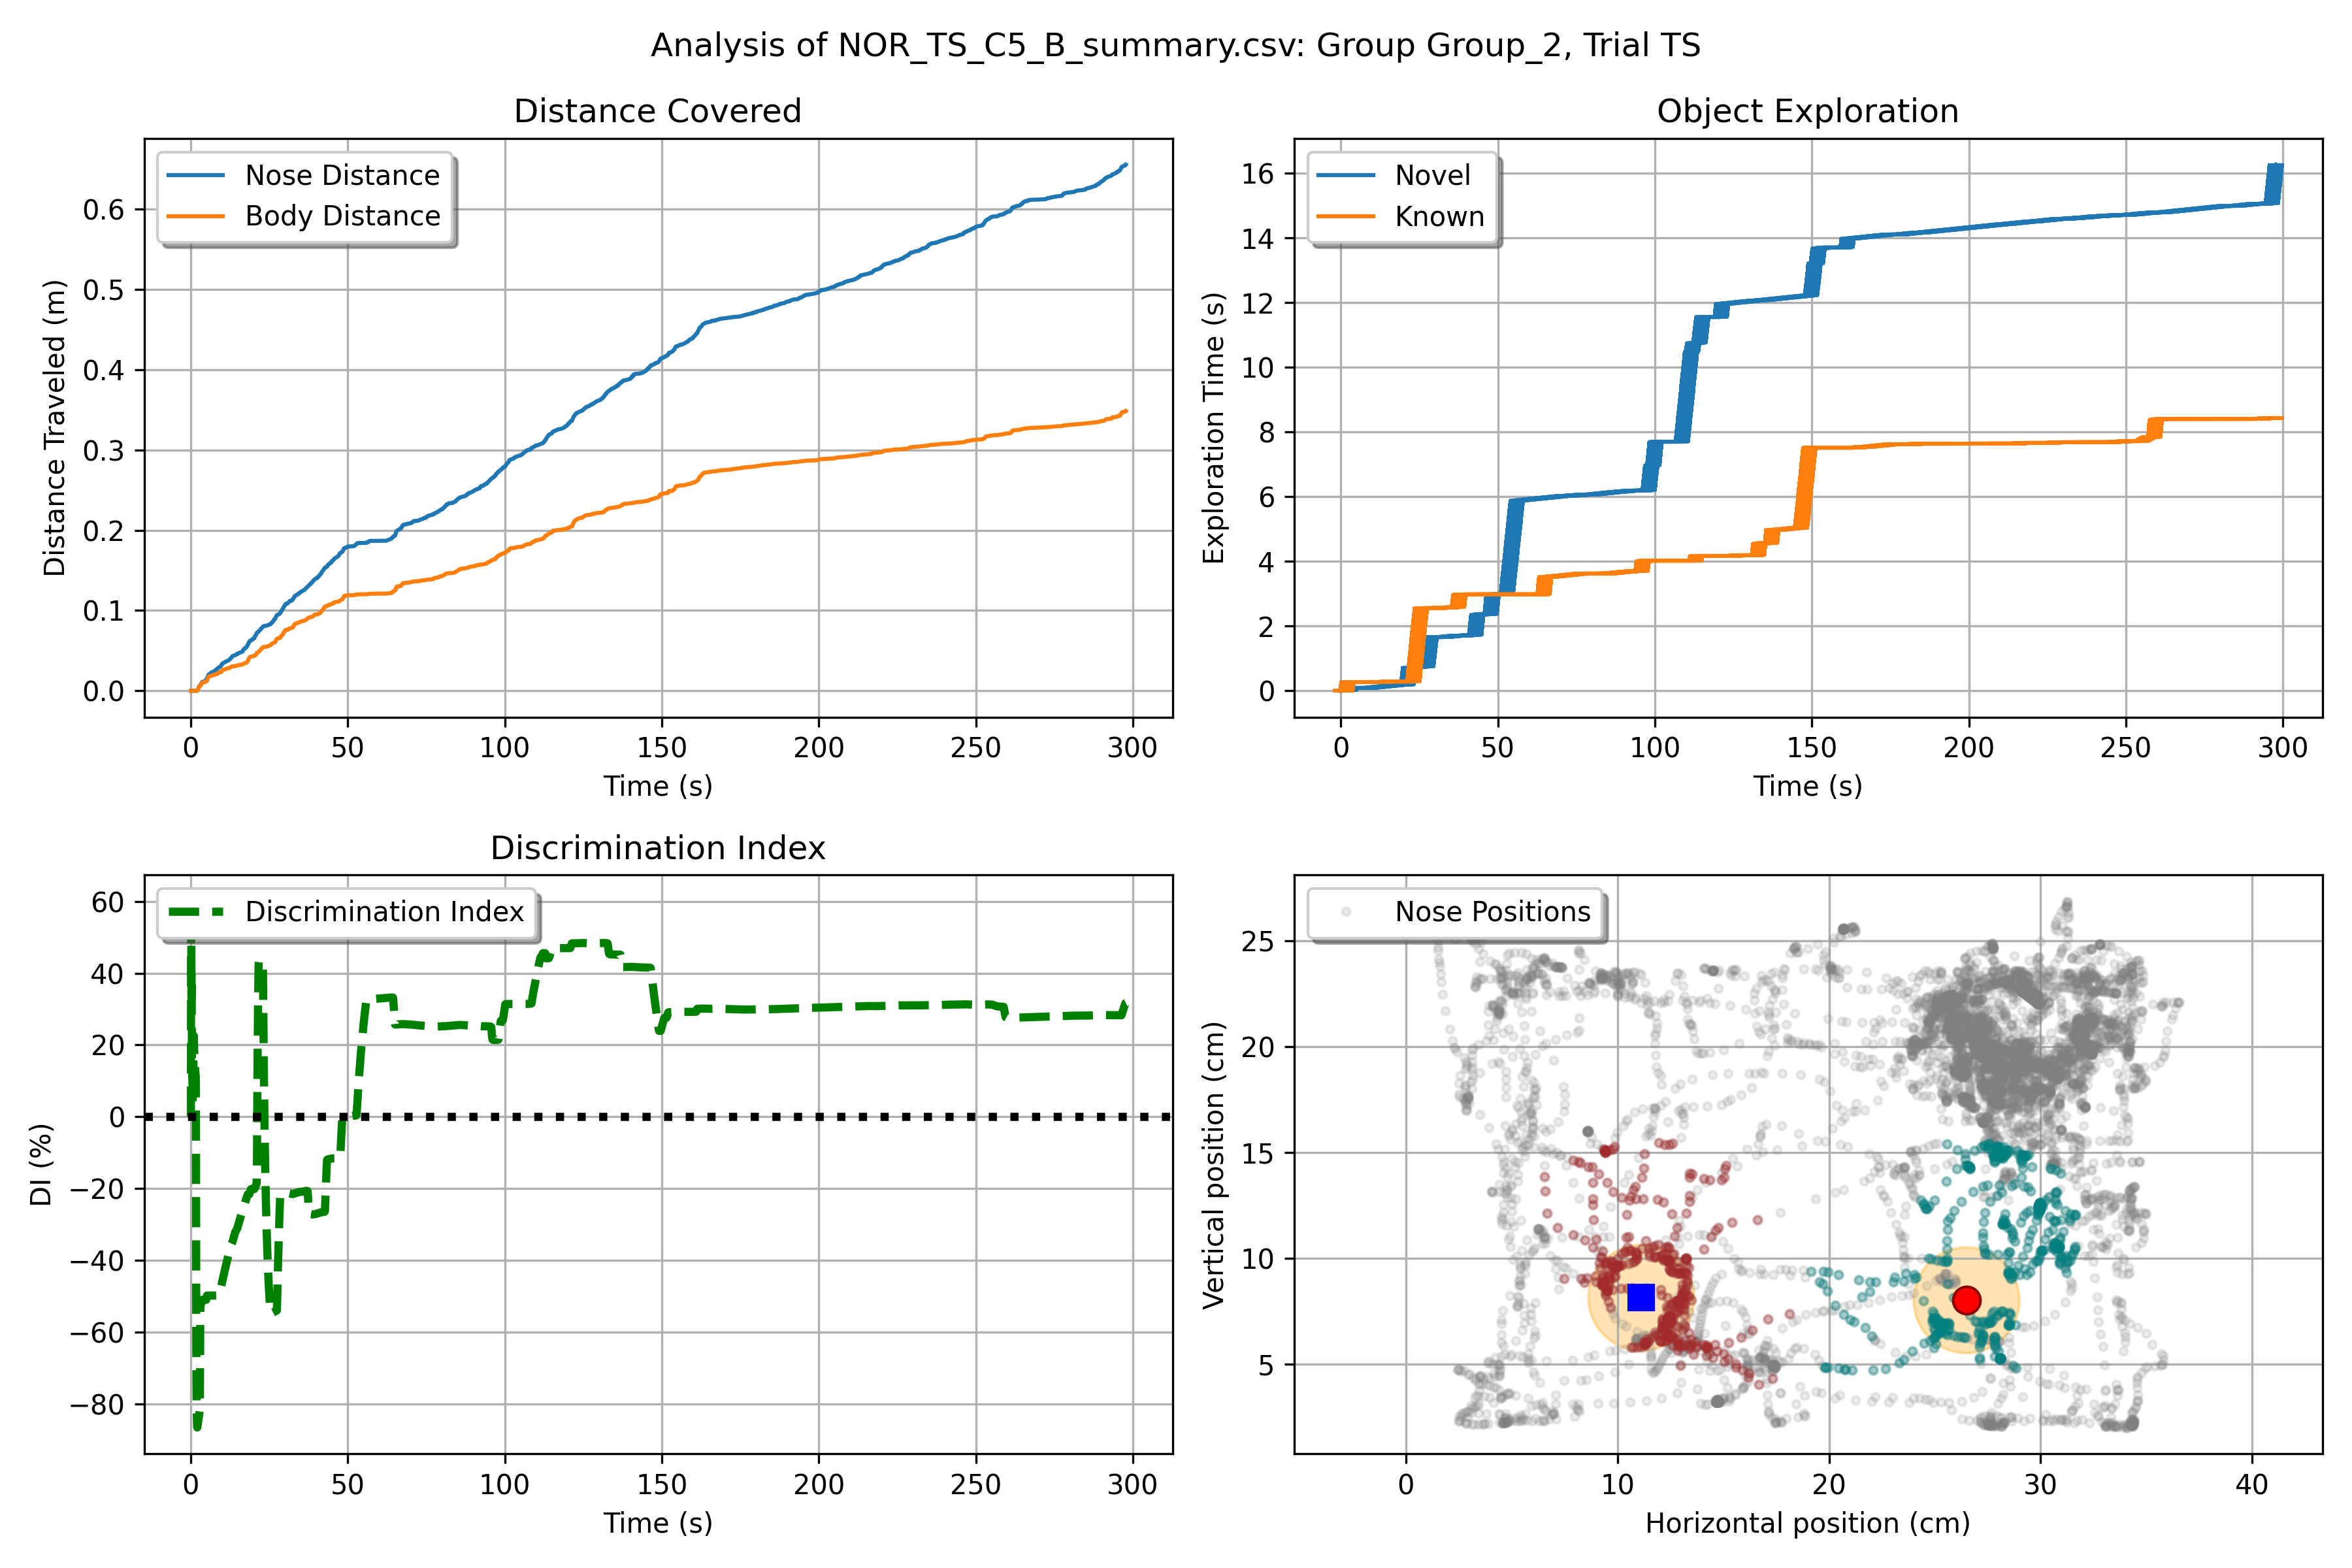 Analysis of NOR_TS_C5_B_summary.csv: Group Group_2, Trial TS
Distance Covered
Nose Distance
Body Distance
Distance Traveled (m)
0.6
0.5
0.4
0.3
0.2
0.1
0.0
0 50 100 150 200 250 300
Time (s)
Object Exploration
Novel
Known
Exploration Time (s)
16
14
12
10
8
6
4
2
0
0 50 100 150 200 250 300
Time (s)
Discrimination Index
Discrimination Index
DI (%)
60
40
20
0
−20
−40
−60
−80
0 50 100 150 200 250 300
Time (s)
Nose Positions
Vertical position (cm)
25
20
15
10
5
0 10 20 30 40
Horizontal position (cm)